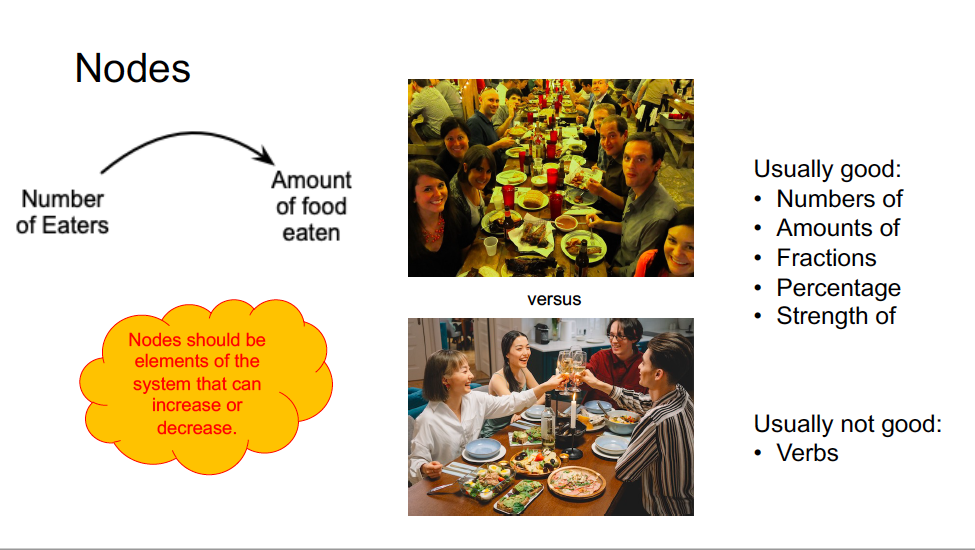 Nodes
Number
of Eaters
Amount
of food
eaten
Nodes should be
elements of the
system that can
increase or
decrease.
versus
Usually good:
• Numbers of
• Amounts of
• Fractions
• Percentage
• Strength of
Usually not good:
• Verbs